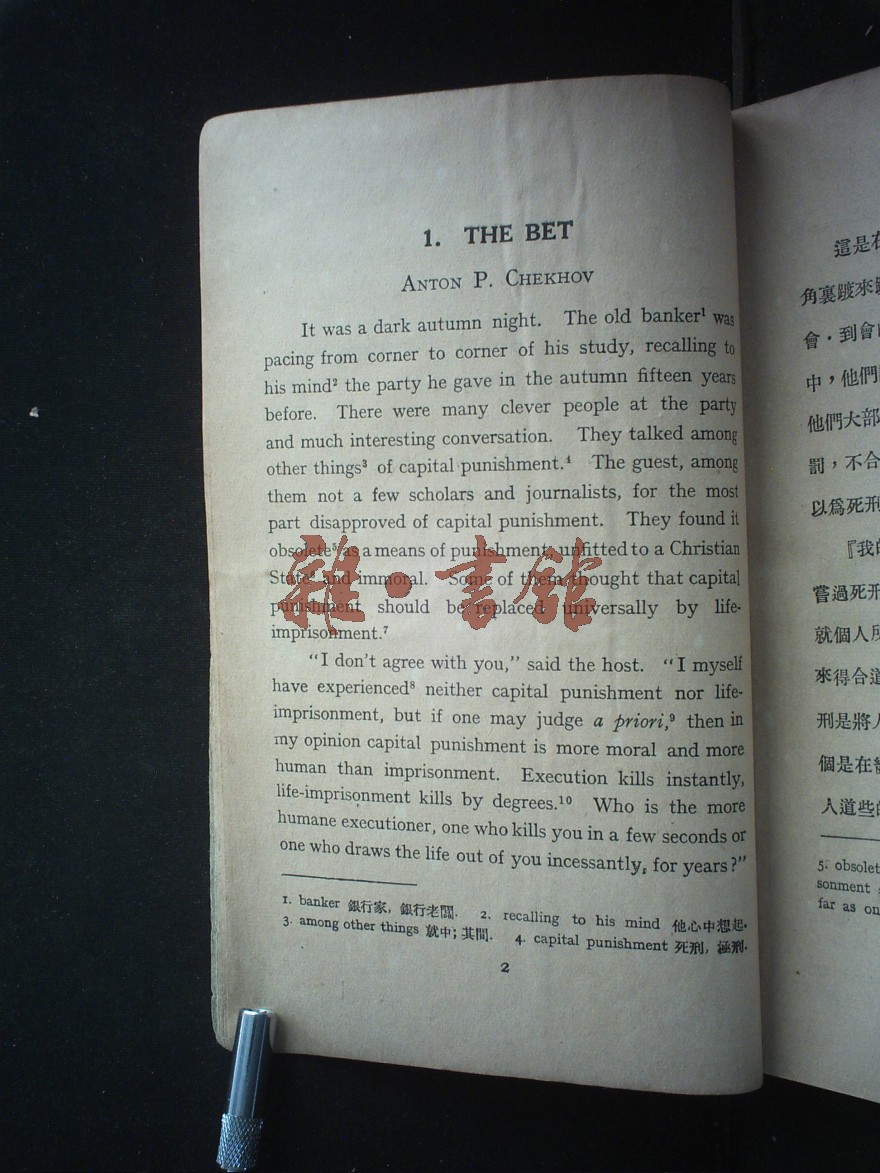 1. THE BET
ANTON P. CHEKHOV
It was a dark autumn night. The old banker¹ was
pacing from corner to corner of his study, recalling to
his mind² the party he gave in the autumn fifteen years
before. There were many clever people at the party
and much interesting conversation. They talked among
other things³ of capital punishment.⁴ The guest, among
them not a few scholars and journalists, for the most
part disapproved of capital punishment. They found it
obsolete⁵ as a means of punishment, unfitted to a Christian
State⁶ and immoral. Some of them thought that capital
punishment should be replaced universally by life-
imprisonment.⁷
"I don't agree with you," said the host. "I myself
have experienced⁸ neither capital punishment nor life-
imprisonment, but if one may judge a priori,⁹ then in
my opinion capital punishment is more moral and more
human than imprisonment. Execution kills instantly,
life-imprisonment kills by degrees.¹⁰ Who is the more
humane executioner, one who kills you in a few seconds or
one who draws the life out of you incessantly, for years?"
1. banker 銀行家，銀行老闆. 2. recalling to his mind 他心中想起.
3. among other things 就中；其間. 4. capital punishment 死刑，極刑.
2
雜·書館
這是在
角裏踱來踱
會．到會
中，他們
他們大部
罰，不合
以爲死刑
『我的
嘗過死刑
就個人所
來得合道
刑是將人
個是在
人道些的
5. obsolet
sonment
far as on